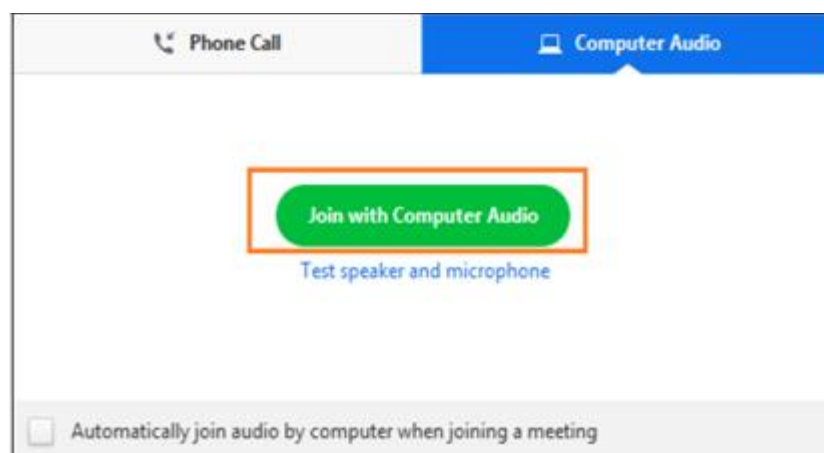 Phone Call
Computer Audio
Join with Computer Audio
Test speaker and microphone
Automatically join audio by computer when joining a meeting